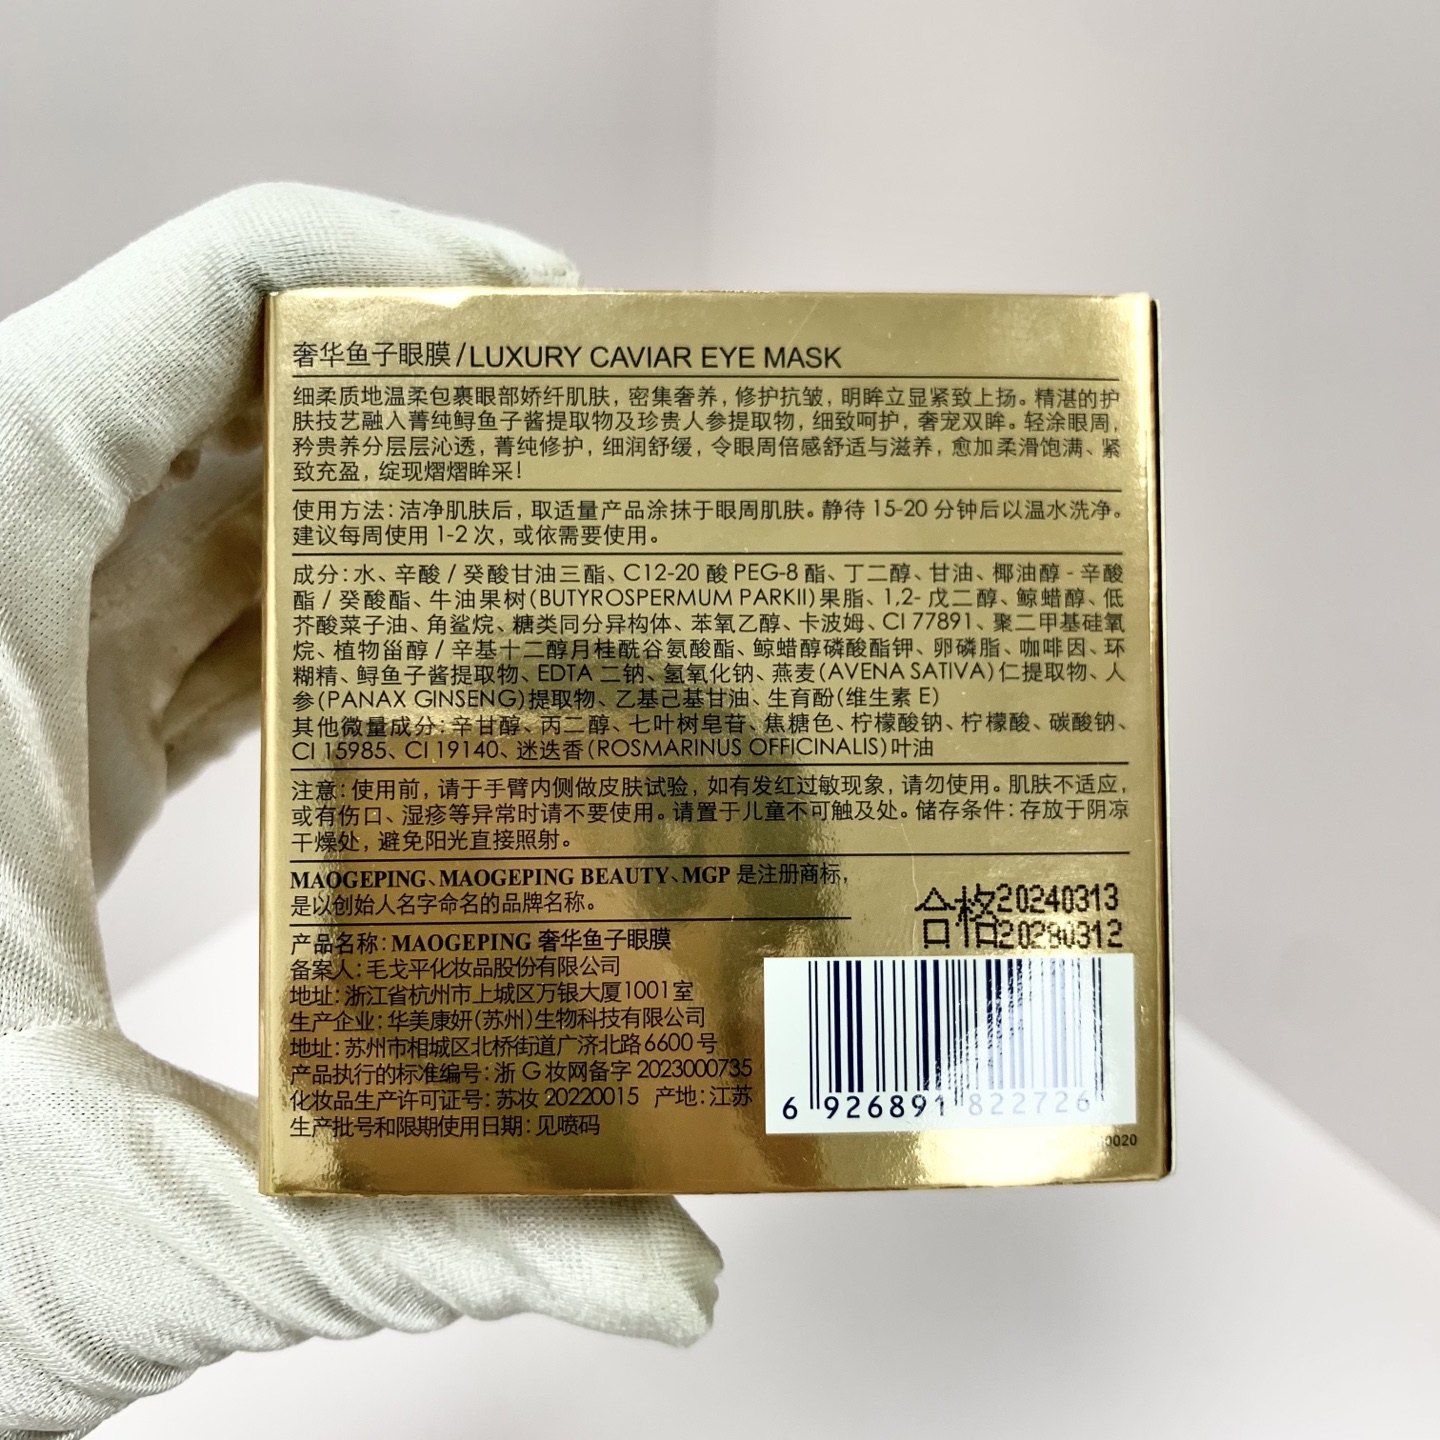 奢华鱼子眼膜/LUXURY CAVIAR EYE MASK
细柔质地温柔包裹眼部娇纤肌肤，密集奢养，修护抗皱，明眸立显紧致上扬。精湛的护
肤技艺融入菁纯鲟鱼子酱提取物及珍贵人参提取物，细致呵护，奢宠双眸。轻涂眼周，
矜贵养分层层沁透，菁纯修护，细润舒缓，令眼周倍感舒适与滋养，愈加柔滑饱满、紧
致充盈，绽现熠熠眸采！
使用方法：洁净肌肤后，取适量产品涂抹于眼周肌肤。静待 15-20 分钟后以温水洗净。
建议每周使用 1-2 次，或依需要使用。
成分：水、辛酸 / 癸酸甘油三酯、C12-20 酸 PEG-8 酯、丁二醇、甘油、椰油醇 - 辛酸
酯 / 癸酸酯、牛油果树（BUTYROSPERMUM PARKII）果脂、1,2- 戊二醇、鲸蜡醇、低
芥酸菜子油、角鲨烷、糖类同分异构体、苯氧乙醇、卡波姆、CI 77891、聚二甲基硅氧
烷、植物甾醇 / 辛基十二醇月桂酰谷氨酸酯、鲸蜡醇磷酸酯钾、卵磷脂、咖啡因、环
糊精、鲟鱼子酱提取物、EDTA 二钠、氢氧化钠、燕麦（AVENA SATIVA）仁提取物、人
参（PANAX GINSENG）提取物、乙基己基甘油、生育酚（维生素 E）
其他微量成分：辛甘醇、丙二醇、七叶树皂苷、焦糖色、柠檬酸钠、柠檬酸、碳酸钠、
CI 15985、CI 19140、迷迭香（ROSMARINUS OFFICINALIS）叶油
注意：使用前，请于手臂内侧做皮肤试验，如有发红过敏现象，请勿使用。肌肤不适应，
或有伤口、湿疹等异常时请不要使用。请置于儿童不可触及处。储存条件：存放于阴凉
干燥处，避免阳光直接照射。
MAOGEPING、MAOGEPING BEAUTY、MGP 是注册商标，
是以创始人名字命名的品牌名称。
合格20240313
20280312
产品名称：MAOGEPING 奢华鱼子眼膜
备案人：毛戈平化妆品股份有限公司
地址：浙江省杭州市上城区万银大厦1001室
生产企业：华美康妍（苏州）生物科技有限公司
地址：苏州市相城区北桥街道广济北路6600号
产品执行的标准编号：浙 G 妆网备字 2023000735
化妆品生产许可证号：苏妆 20220015 产地：江苏
生产批号和限期使用日期：见喷码
6 926891 822726
0020